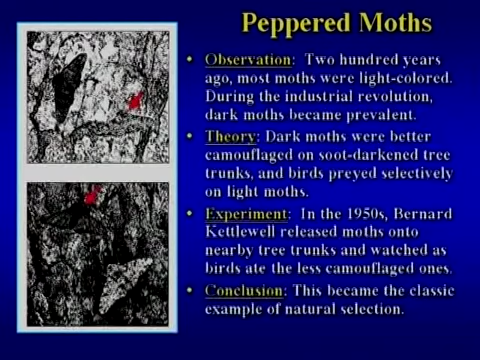 Peppered Moths
• Observation: Two hundred years
ago, most moths were light-colored.
During the industrial revolution,
dark moths became prevalent.
• Theory: Dark moths were better
camouflaged on soot-darkened tree
trunks, and birds preyed selectively
on light moths.
• Experiment: In the 1950s, Bernard
Kettlewell released moths onto
nearby tree trunks and watched as
birds ate the less camouflaged ones.
• Conclusion: This became the classic
example of natural selection.